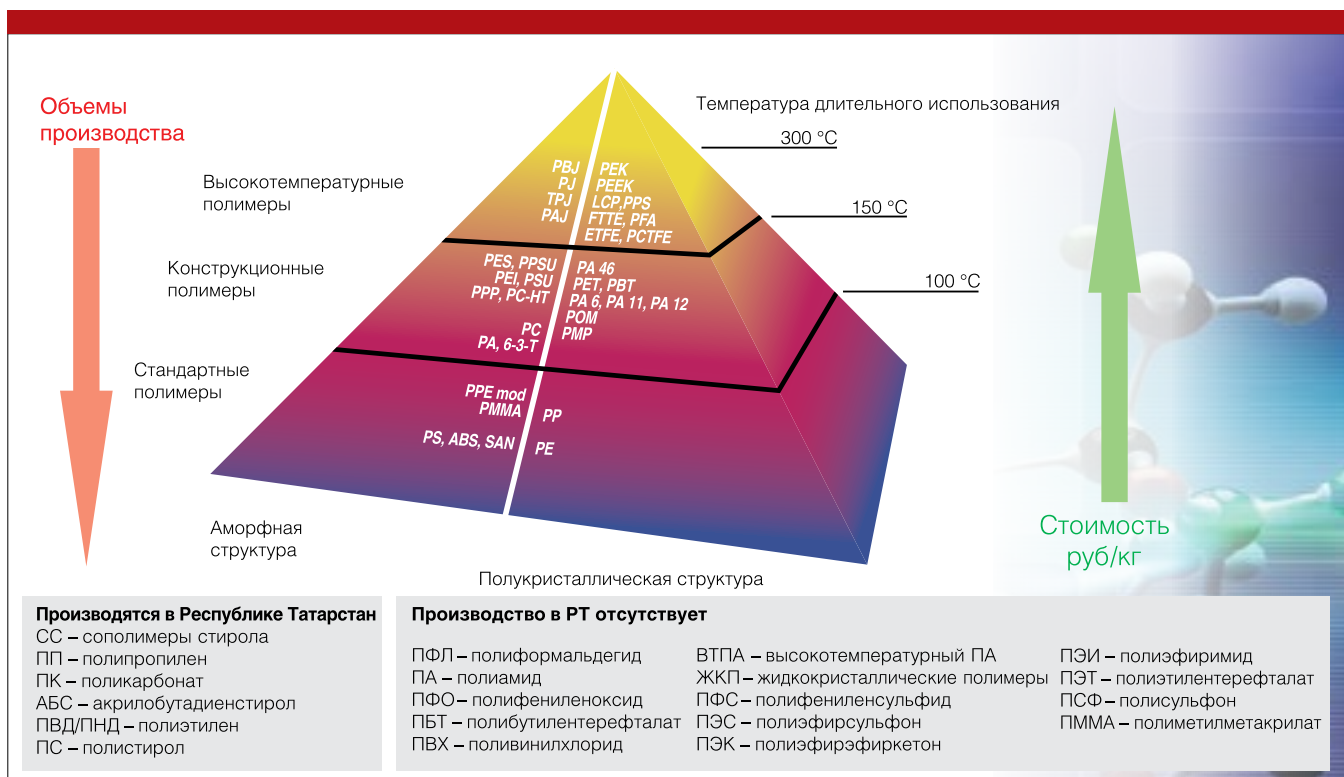 Объемы
производства
Температура длительного использования
300 °C
Высокотемпературные
полимеры
PBJ
PJ
TPJ
PAJ
PEK
PEEK
LCP,PPS
FTTE, PFA
ETFE, PCTFE
150 °C
Конструкционные
полимеры
PES, PPSU
PEI, PSU
PPP, PC-HT
PC
PA, 6-3-T
PA 46
PET, PBT
PA 6, PA 11, PA 12
POM
PMP
100 °C
Стандартные
полимеры
PPE mod
PMMA
PS, ABS, SAN
PP
PE
Аморфная
структура
Полукристаллическая структура
Стоимость
руб/кг
Производятся в Республике Татарстан
СС – сополимеры стирола
ПП – полипропилен
ПК – поликарбонат
АБС – акрилобутадиенстирол
ПВД/ПНД – полиэтилен
ПС – полистирол
Производство в РТ отсутствует
ПФЛ – полиформальдегид
ПА – полиамид
ПФО – полифениленоксид
ПБТ – полибутилентерефталат
ПВХ – поливинилхлорид
ВТПА – высокотемпературный ПА
ЖКП – жидкокристаллические полимеры
ПФС – полифениленсульфид
ПЭС – полиэфирсульфон
ПЭК – полиэфирэфиркетон
ПЭИ – полиэфиримид
ПЭТ – полиэтилентерефталат
ПСФ – полисульфон
ПММА – полиметилметакрилат